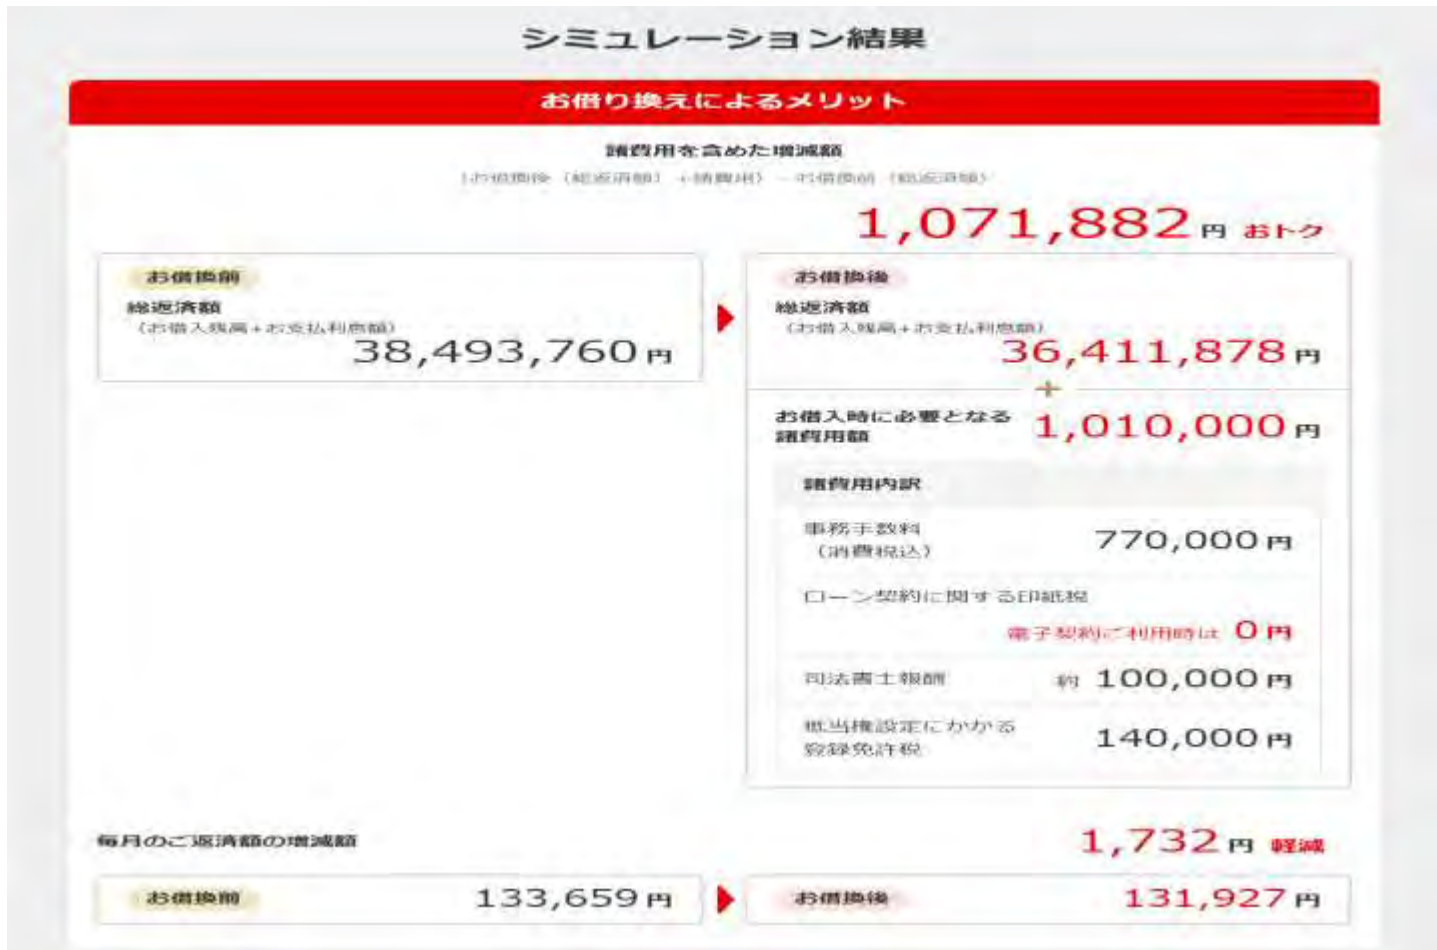 シミュレーション結果
お借り換えによるメリット
諸費用を含めた増減額
(お借換後（総返済額）＋諸費用）－お借換前（総返済額）
1,071,882円 おトク
お借換前
総返済額
（お借入残高+お支払利息額）
38,493,760円
お借換後
総返済額
（お借入残高+お支払利息額）
36,411,878円
+
お借入時に必要となる
諸費用額
1,010,000円
諸費用内訳
事務手数料
（消費税込）
770,000円
ローン契約に関する印紙税
電子契約ご利用時は 0円
司法書士報酬
約 100,000円
抵当権設定にかかる
登録免許税
140,000円
毎月のご返済額の増減額
1,732円 軽減
お借換前
133,659円
お借換後
131,927円